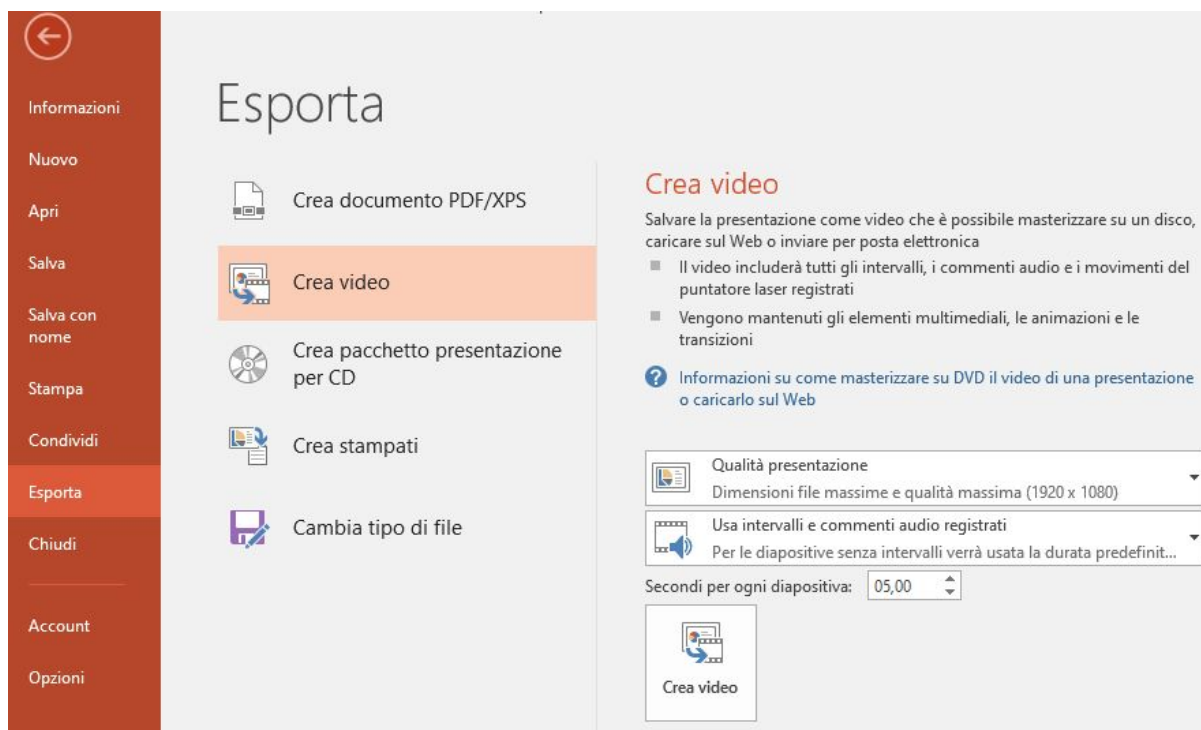 Informazioni
Nuovo
Apri
Salva
Salva con
nome
Stampa
Condividi
Esporta
Chiudi
Account
Opzioni
Esporta
Crea documento PDF/XPS
Crea video
Crea pacchetto presentazione
per CD
Crea stampati
Cambia tipo di file
Crea video
Salvare la presentazione come video che è possibile masterizzare su un disco,
caricare sul Web o inviare per posta elettronica
Il video includerà tutti gli intervalli, i commenti audio e i movimenti del
puntatore laser registrati
Vengono mantenuti gli elementi multimediali, le animazioni e le
transizioni
Informazioni su come masterizzare su DVD il video di una presentazione
o caricarlo sul Web
Qualità presentazione
Dimensioni file massime e qualità massima (1920 x 1080)
Usa intervalli e commenti audio registrati
Per le diapositive senza intervalli verrà usata la durata predefinit...
Secondi per ogni diapositiva: 05,00
Crea video